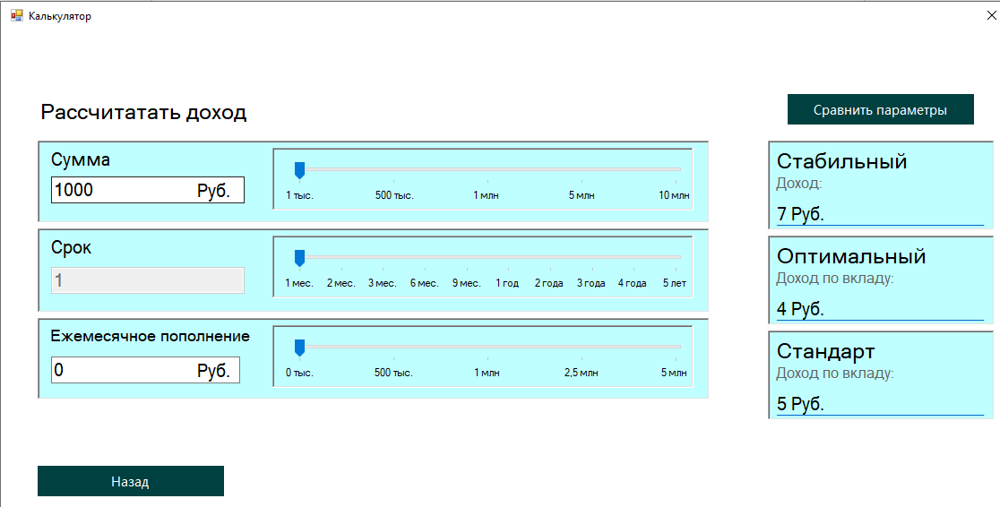 Калькулятор
Рассчитатать доход
Сравнить параметры
Сумма
1000 Руб.
1 тыс. 500 тыс. 1 млн 5 млн 10 млн
Срок
1
1 мес. 2 мес. 3 мес. 6 мес. 9 мес. 1 год 2 года 3 года 4 года 5 лет
Ежемесячное пополнение
0 Руб.
0 тыс. 500 тыс. 1 млн 2,5 млн 5 млн
Стабильный
Доход:
7 Руб.
Оптимальный
Доход по вкладу:
4 Руб.
Стандарт
Доход по вкладу:
5 Руб.
Назад